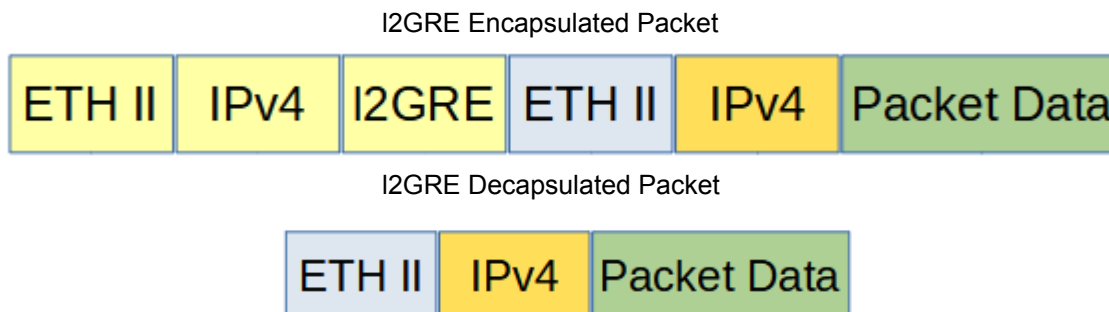 l2GRE Encapsulated Packet
ETH II IPv4 l2GRE ETH II IPv4 Packet Data
l2GRE Decapsulated Packet
ETH II IPv4 Packet Data